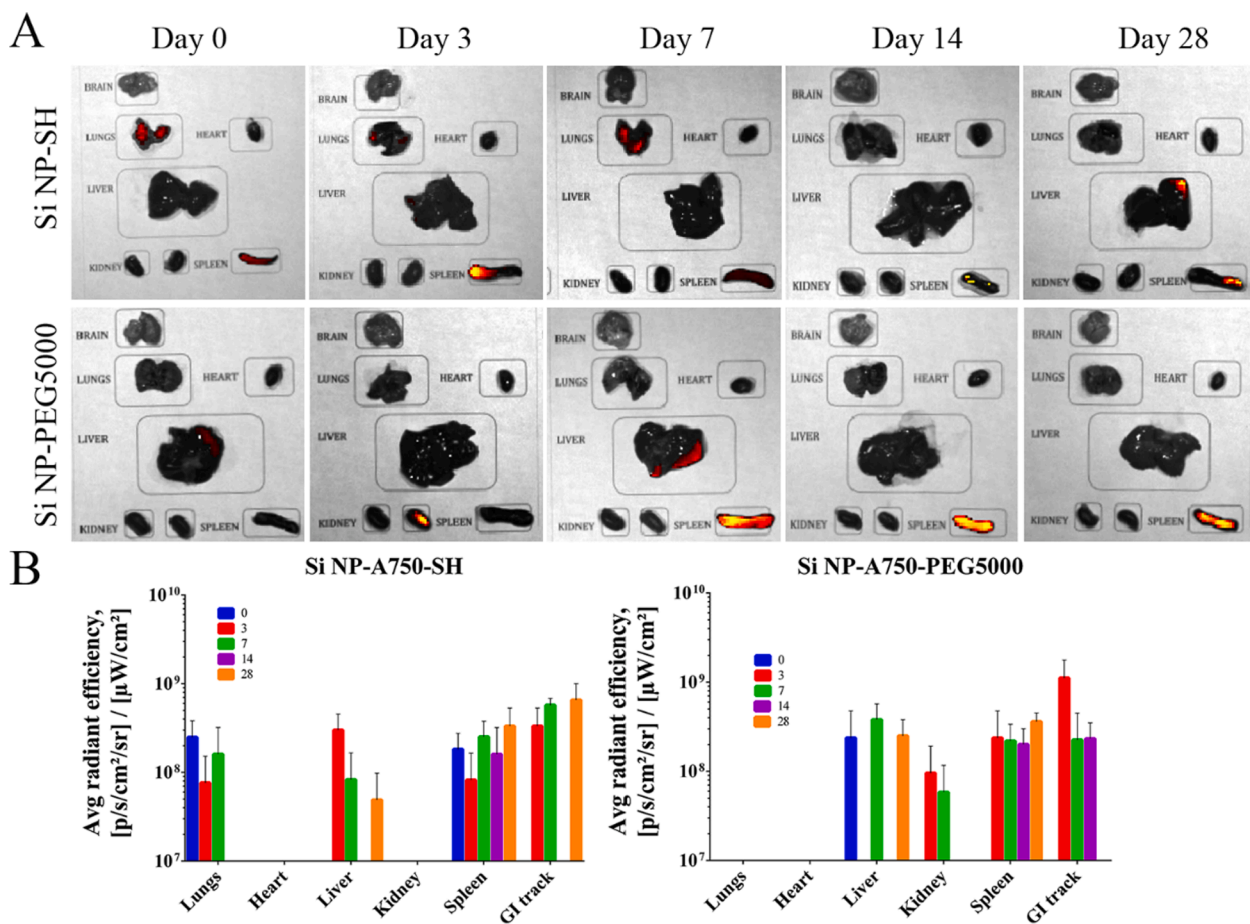 A
Day 0 Day 3 Day 7 Day 14 Day 28
Si NP-SH
BRAIN BRAIN BRAIN BRAIN BRAIN
LUNGS HEART LUNGS HEART LUNGS HEART LUNGS HEART LUNGS HEART
LIVER LIVER LIVER LIVER LIVER
KIDNEY SPLEEN KIDNEY SPLEEN KIDNEY SPLEEN KIDNEY SPLEEN KIDNEY SPLEEN
Si NP-PEG5000
BRAIN BRAIN BRAIN BRAIN BRAIN
LUNGS HEART LUNGS HEART LUNGS HEART LUNGS HEART LUNGS HEART
LIVER LIVER LIVER LIVER LIVER
KIDNEY SPLEEN KIDNEY SPLEEN KIDNEY SPLEEN KIDNEY SPLEEN KIDNEY SPLEEN
B
Si NP-A750-SH
Avg radiant efficiency,
[p/s/cm²/sr] / [µW/cm²]
10¹⁰
10⁹
10⁸
10⁷
0
3
7
14
28
Lungs Heart Liver Kidney Spleen GI track
Si NP-A750-PEG5000
Avg radiant efficiency,
[p/s/cm²/sr] / [µW/cm²]
10¹⁰
10⁹
10⁸
10⁷
0
3
7
14
28
Lungs Heart Liver Kidney Spleen GI track